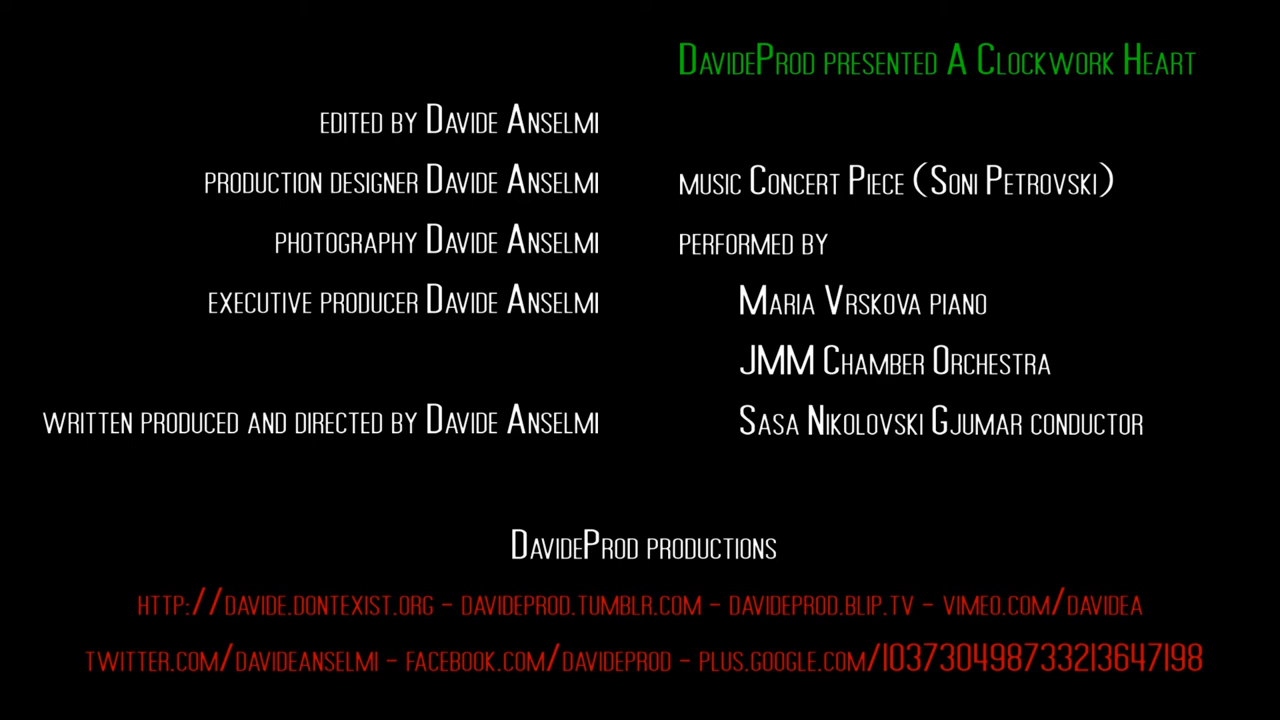 DavideProd presented A Clockwork Heart
edited by Davide Anselmi
production designer Davide Anselmi
photography Davide Anselmi
executive producer Davide Anselmi
written produced and directed by Davide Anselmi
music Concert Piece (Soni Petrovski)
performed by
Maria Vrskova piano
JMM Chamber Orchestra
Sasa Nikolovski Gjumar conductor
DavideProd productions
http://davide.dontexist.org - davideprod.tumblr.com - davideprod.blip.tv - vimeo.com/davidea
twitter.com/davideanselmi - facebook.com/davideprod - plus.google.com/103730498733213647198